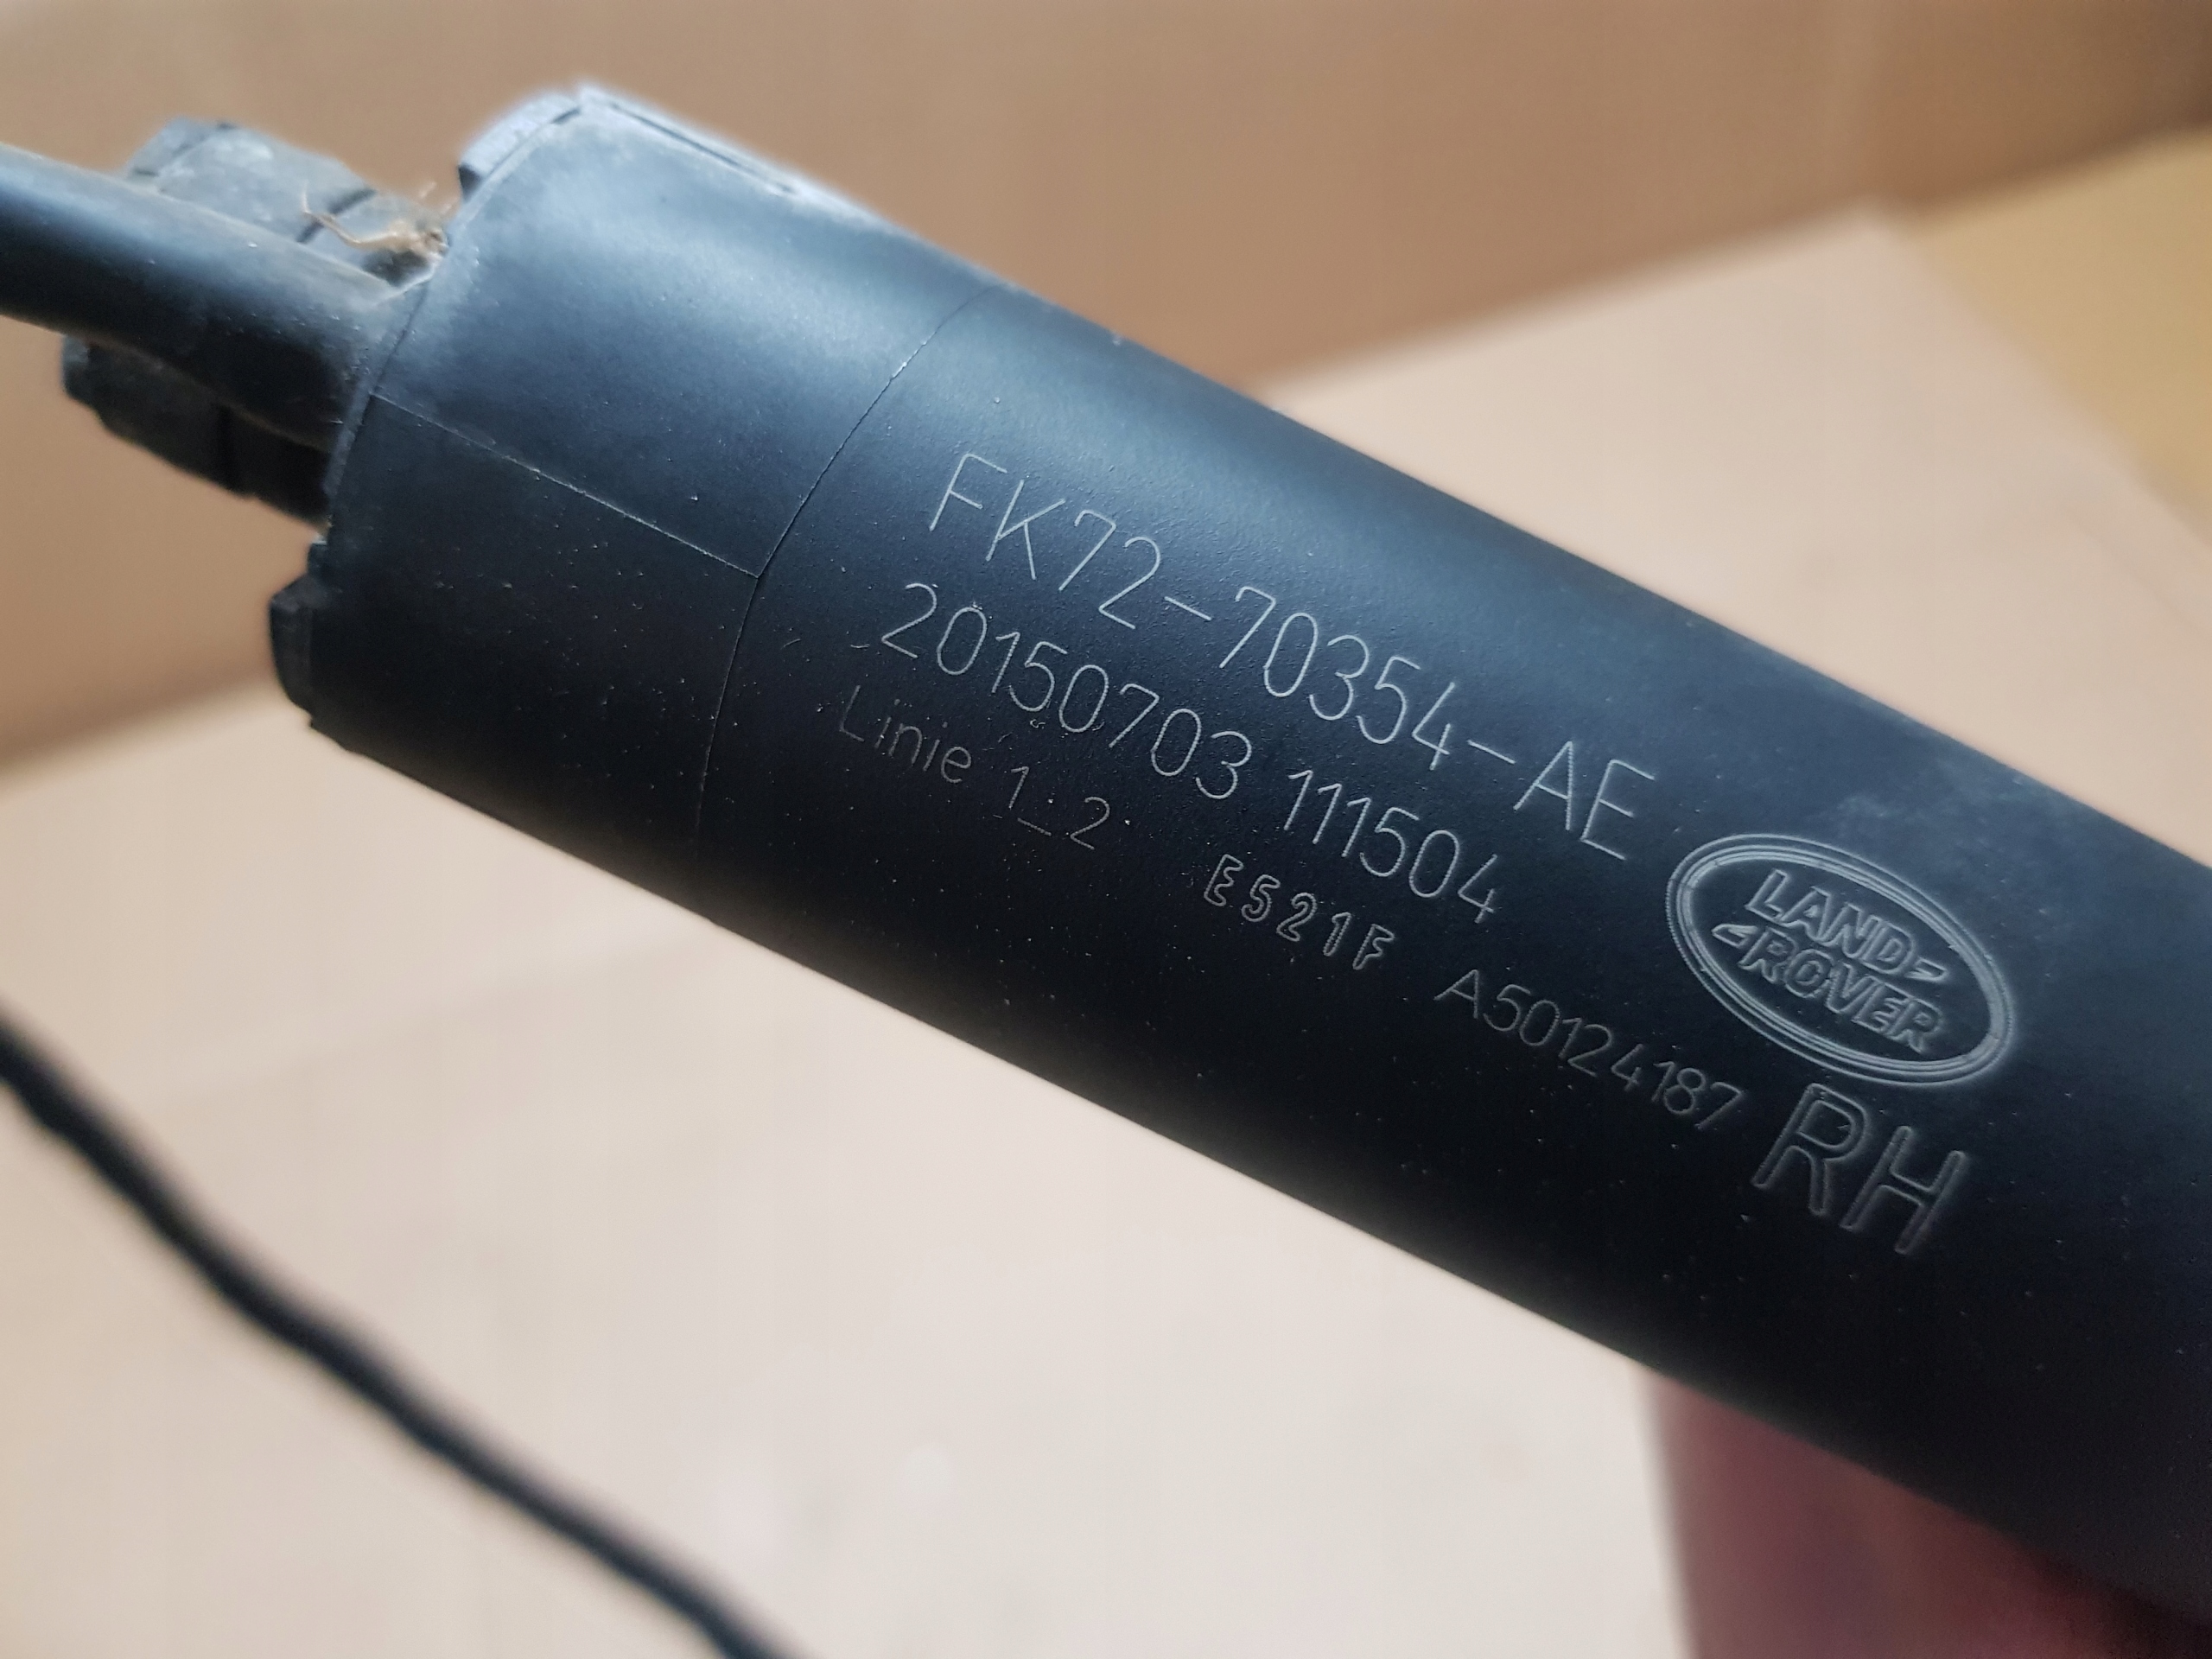 FK72-70354-AE
20150703 111504
Linie 1_2
E521F
A50124187
LAND
ROVER
RH